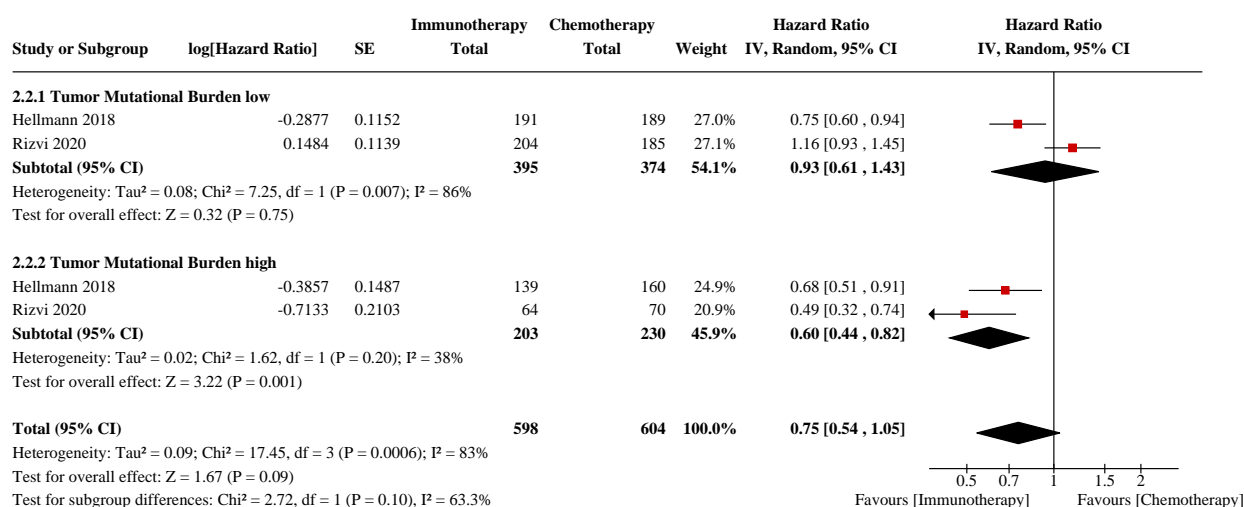 Immunotherapy Chemotherapy Hazard Ratio Hazard Ratio
Study or Subgroup log[Hazard Ratio] SE Total Total Weight IV, Random, 95% CI IV, Random, 95% CI
2.2.1 Tumor Mutational Burden low
Hellmann 2018 -0.2877 0.1152 191 189 27.0% 0.75 [0.60 , 0.94]
Rizvi 2020 0.1484 0.1139 204 185 27.1% 1.16 [0.93 , 1.45]
Subtotal (95% CI) 395 374 54.1% 0.93 [0.61 , 1.43]
Heterogeneity: Tau² = 0.08; Chi² = 7.25, df = 1 (P = 0.007); I² = 86%
Test for overall effect: Z = 0.32 (P = 0.75)
2.2.2 Tumor Mutational Burden high
Hellmann 2018 -0.3857 0.1487 139 160 24.9% 0.68 [0.51 , 0.91]
Rizvi 2020 -0.7133 0.2103 64 70 20.9% 0.49 [0.32 , 0.74]
Subtotal (95% CI) 203 230 45.9% 0.60 [0.44 , 0.82]
Heterogeneity: Tau² = 0.02; Chi² = 1.62, df = 1 (P = 0.20); I² = 38%
Test for overall effect: Z = 3.22 (P = 0.001)
Total (95% CI) 598 604 100.0% 0.75 [0.54 , 1.05]
Heterogeneity: Tau² = 0.09; Chi² = 17.45, df = 3 (P = 0.0006); I² = 83%
Test for overall effect: Z = 1.67 (P = 0.09) 0.5 0.7 1 1.5 2
Test for subgroup differences: Chi² = 2.72, df = 1 (P = 0.10), I² = 63.3% Favours [Immunotherapy] Favours [Chemotherapy]